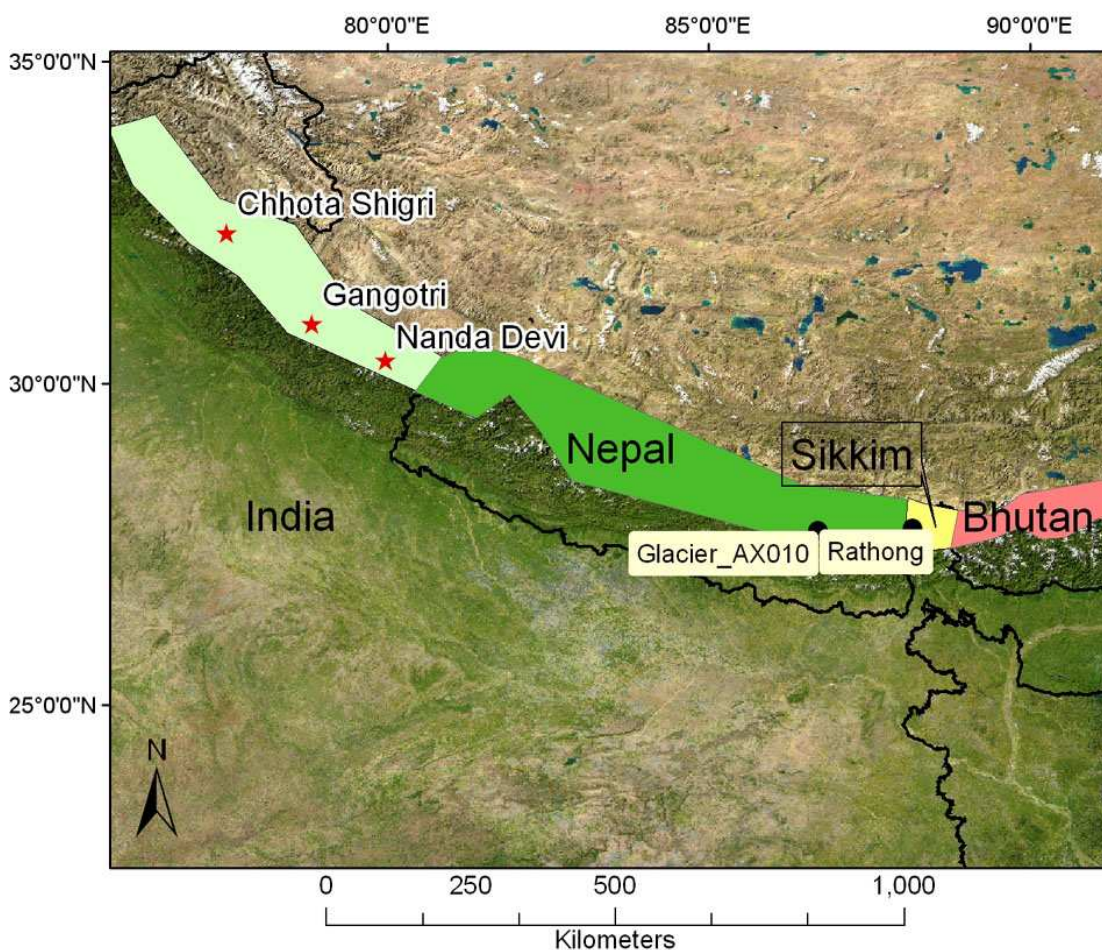 80°0'0"E 85°0'0"E 90°0'0"E
35°0'0"N
Chhota Shigri
Gangotri
Nanda Devi
30°0'0"N
Nepal
Sikkim
India
Bhutan
Glacier_AX010
Rathong
25°0'0"N
N
0 250 500 1,000
Kilometers